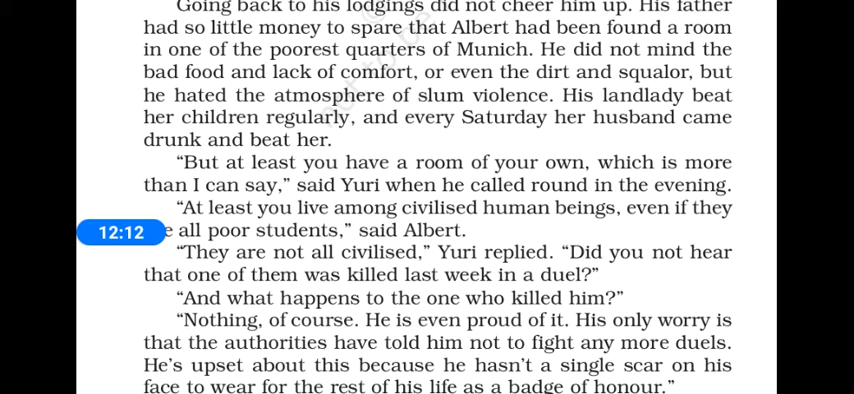 Going back to his lodgings did not cheer him up. His father
had so little money to spare that Albert had been found a room
in one of the poorest quarters of Munich. He did not mind the
bad food and lack of comfort, or even the dirt and squalor, but
he hated the atmosphere of slum violence. His landlady beat
her children regularly, and every Saturday her husband came
drunk and beat her.
“But at least you have a room of your own, which is more
than I can say,” said Yuri when he called round in the evening.
“At least you live among civilised human beings, even if they
12:12 e all poor students,” said Albert.
“They are not all civilised,” Yuri replied. “Did you not hear
that one of them was killed last week in a duel?”
“And what happens to the one who killed him?”
“Nothing, of course. He is even proud of it. His only worry is
that the authorities have told him not to fight any more duels.
He’s upset about this because he hasn’t a single scar on his
face to wear for the rest of his life as a badge of honour.”